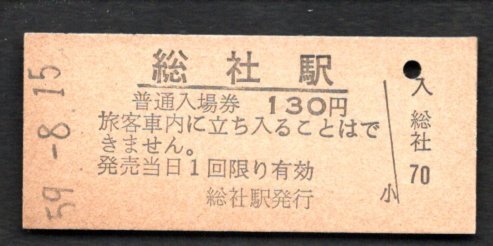 総社駅
普通入場券 130円
旅客車内に立ち入ることはで
きません。
発売当日1回限り有効
総社駅発行
59.-8.15
入 総社 70
小